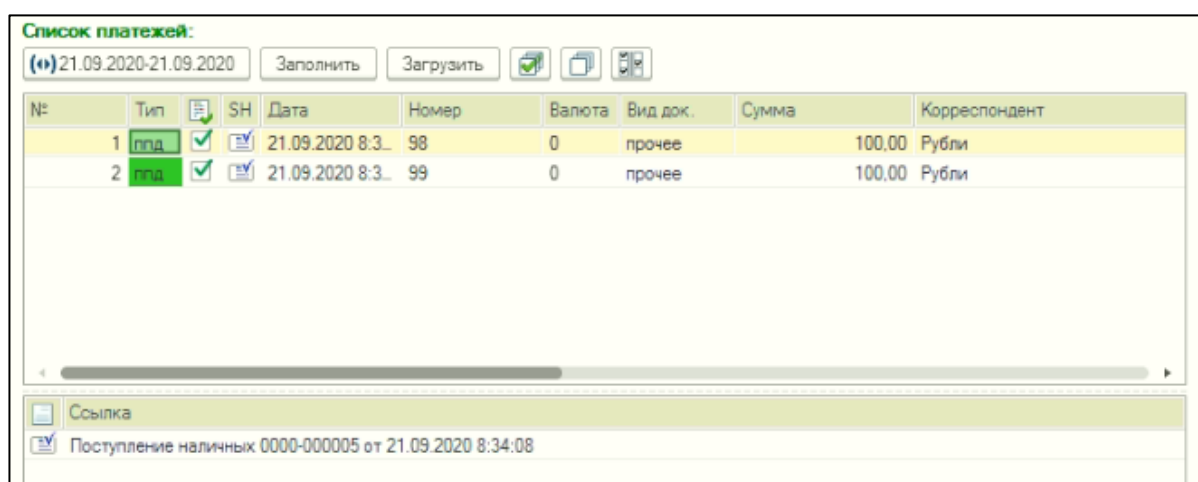 Список платежей:
21.09.2020-21.09.2020 Заполнить Загрузить
№ Тип SH Дата Номер Валюта Вид док. Сумма Корреспондент
1 ппд 21.09.2020 8:3... 98 0 прочее 100,00 Рубли
2 ппд 21.09.2020 8:3... 99 0 прочее 100,00 Рубли
Ссылка
Поступление наличных 0000-000005 от 21.09.2020 8:34:08